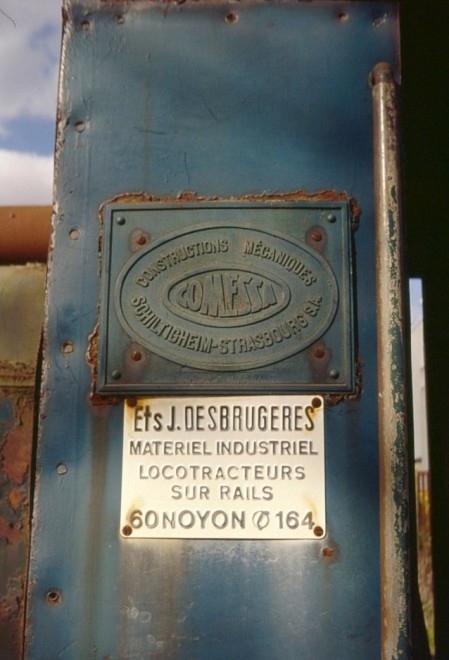 CONSTRUCTIONS MÉCANIQUES
COMESSA
SCHILTIGHEIM-STRASBOURG S.A.
Ets J. DESBRUGERES
MATERIEL INDUSTRIEL
LOCOTRACTEURS
SUR RAILS
60 NOYON ✆ 164